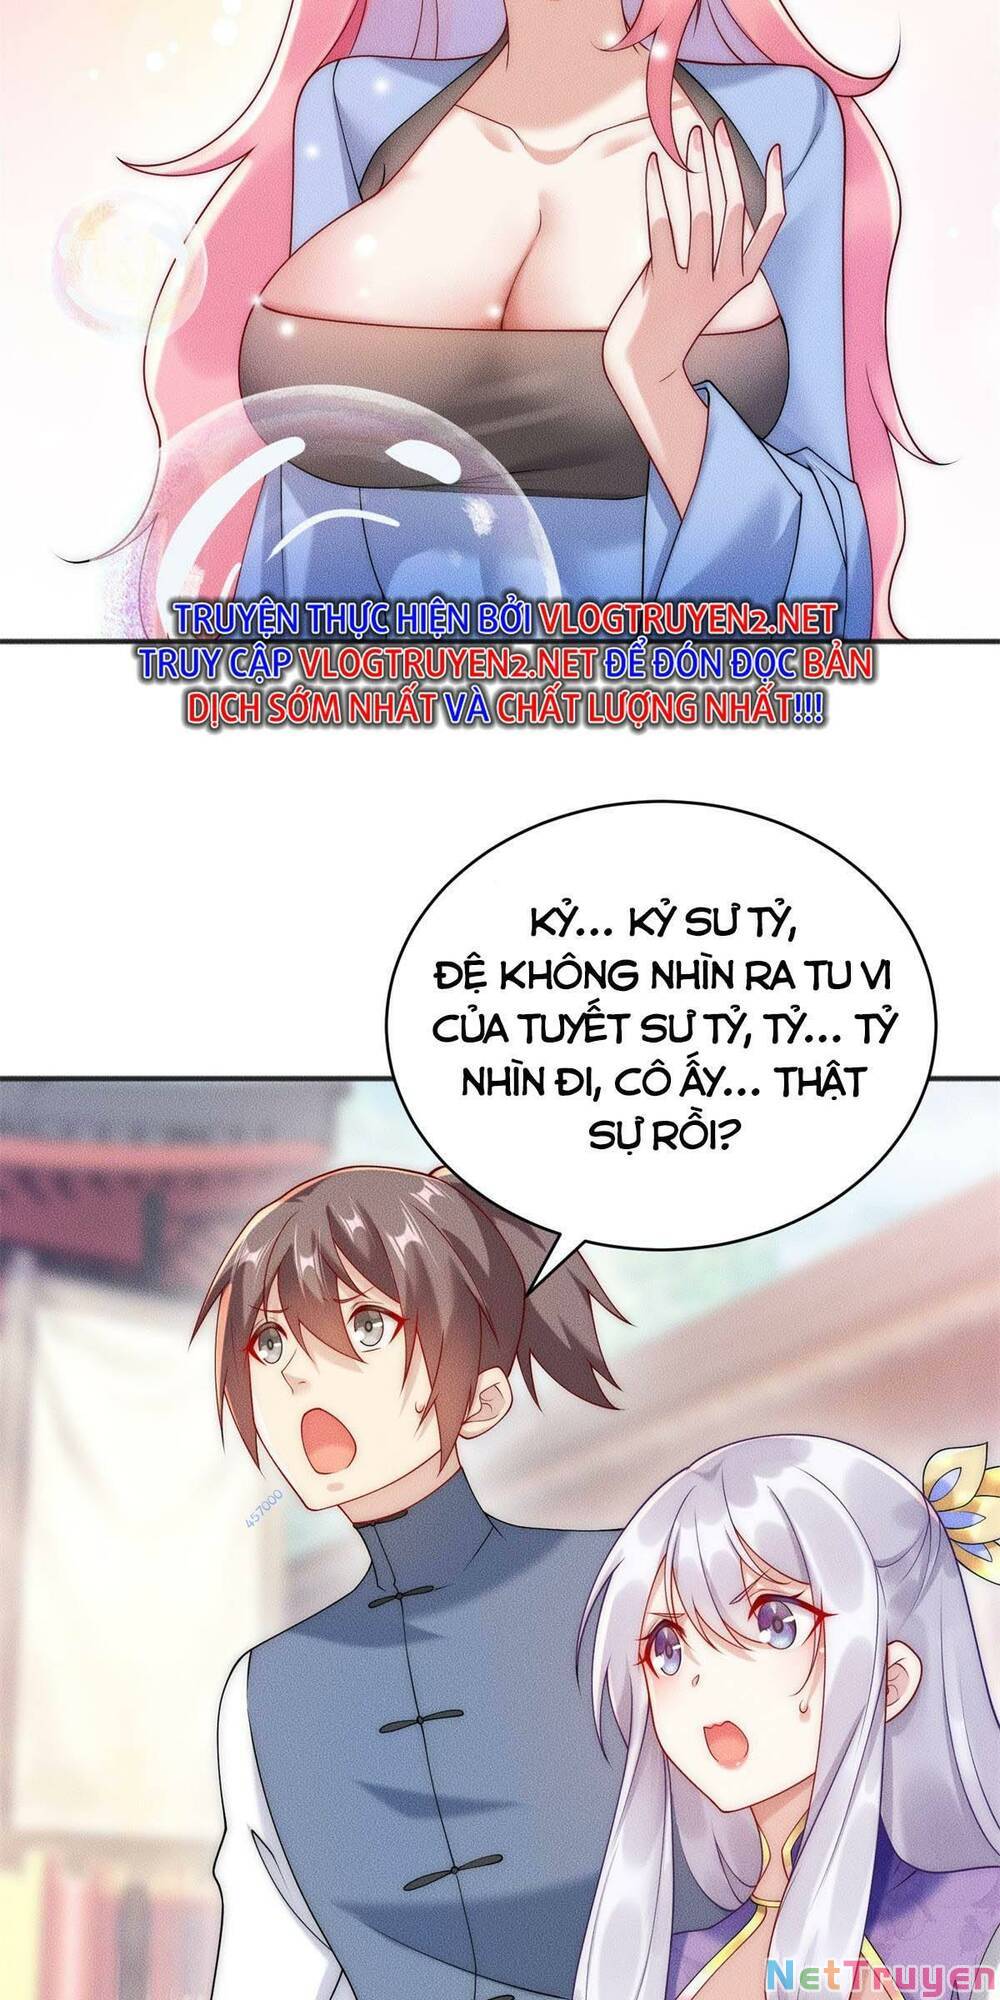 TRUYỆN THỰC HIỆN BỞI VLOGTRUYEN2.NET
TRUY CẬP VLOGTRUYEN2.NET ĐỂ ĐÓN ĐỌC BẢN
DỊCH SỚM NHẤT VÀ CHẤT LƯỢNG NHẤT!!!
KỶ... KỶ SƯ TỶ,
ĐỆ KHÔNG NHÌN RA TU VI
CỦA TUYẾT SƯ TỶ, TỶ... TỶ
NHÌN ĐI, CÔ ẤY... THẬT
SỰ RỒI?
457000
NetTruyen